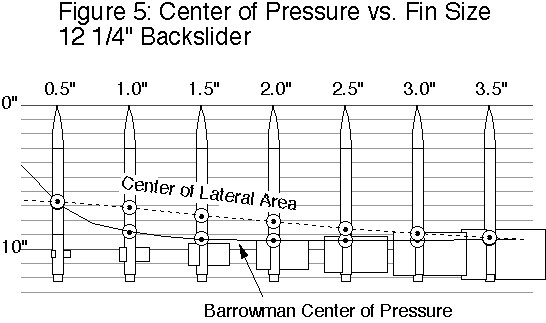 Figure 5: Center of Pressure vs. Fin Size
12 1/4" Backslider
0.5" 1.0" 1.5" 2.0" 2.5" 3.0" 3.5"
0"
Center of Lateral Area
10"
Barrowman Center of Pressure